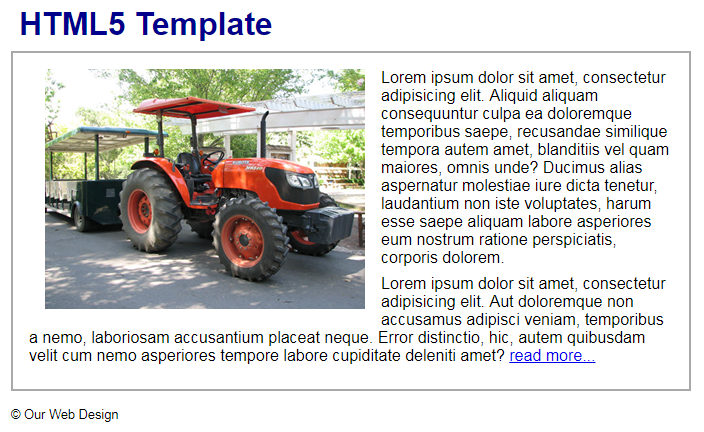 HTML5 Template
Lorem ipsum dolor sit amet, consectetur
adipisicing elit. Aliquid aliquam
consequuntur culpa ea doloremque
temporibus saepe, recusandae similique
tempora autem amet, blanditiis vel quam
maiores, omnis unde? Ducimus alias
aspernatur molestiae iure dicta tenetur,
laudantium non iste voluptates, harum
esse saepe aliquam labore asperiores
eum nostrum ratione perspiciatis,
corporis dolorem.
Lorem ipsum dolor sit amet, consectetur
adipisicing elit. Aut doloremque non
accusamus adipisci veniam, temporibus
a nemo, laboriosam accusantium placeat neque. Error distinctio, hic, autem quibusdam
velit cum nemo asperiores tempore labore cupiditate deleniti amet? read more...
© Our Web Design